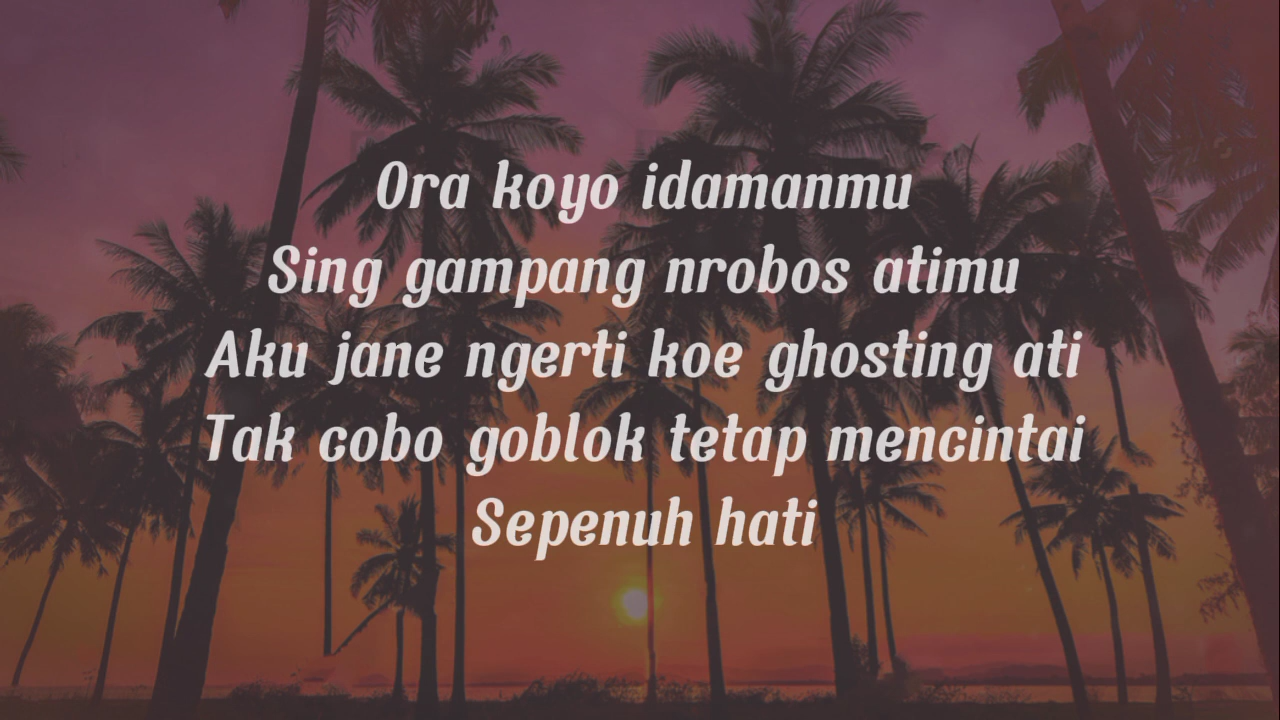 Ora koyo idamanmu
Sing gampang nrobos atimu
Aku jane ngerti koe ghosting ati
Tak cobo goblok tetap mencintai
Sepenuh hati